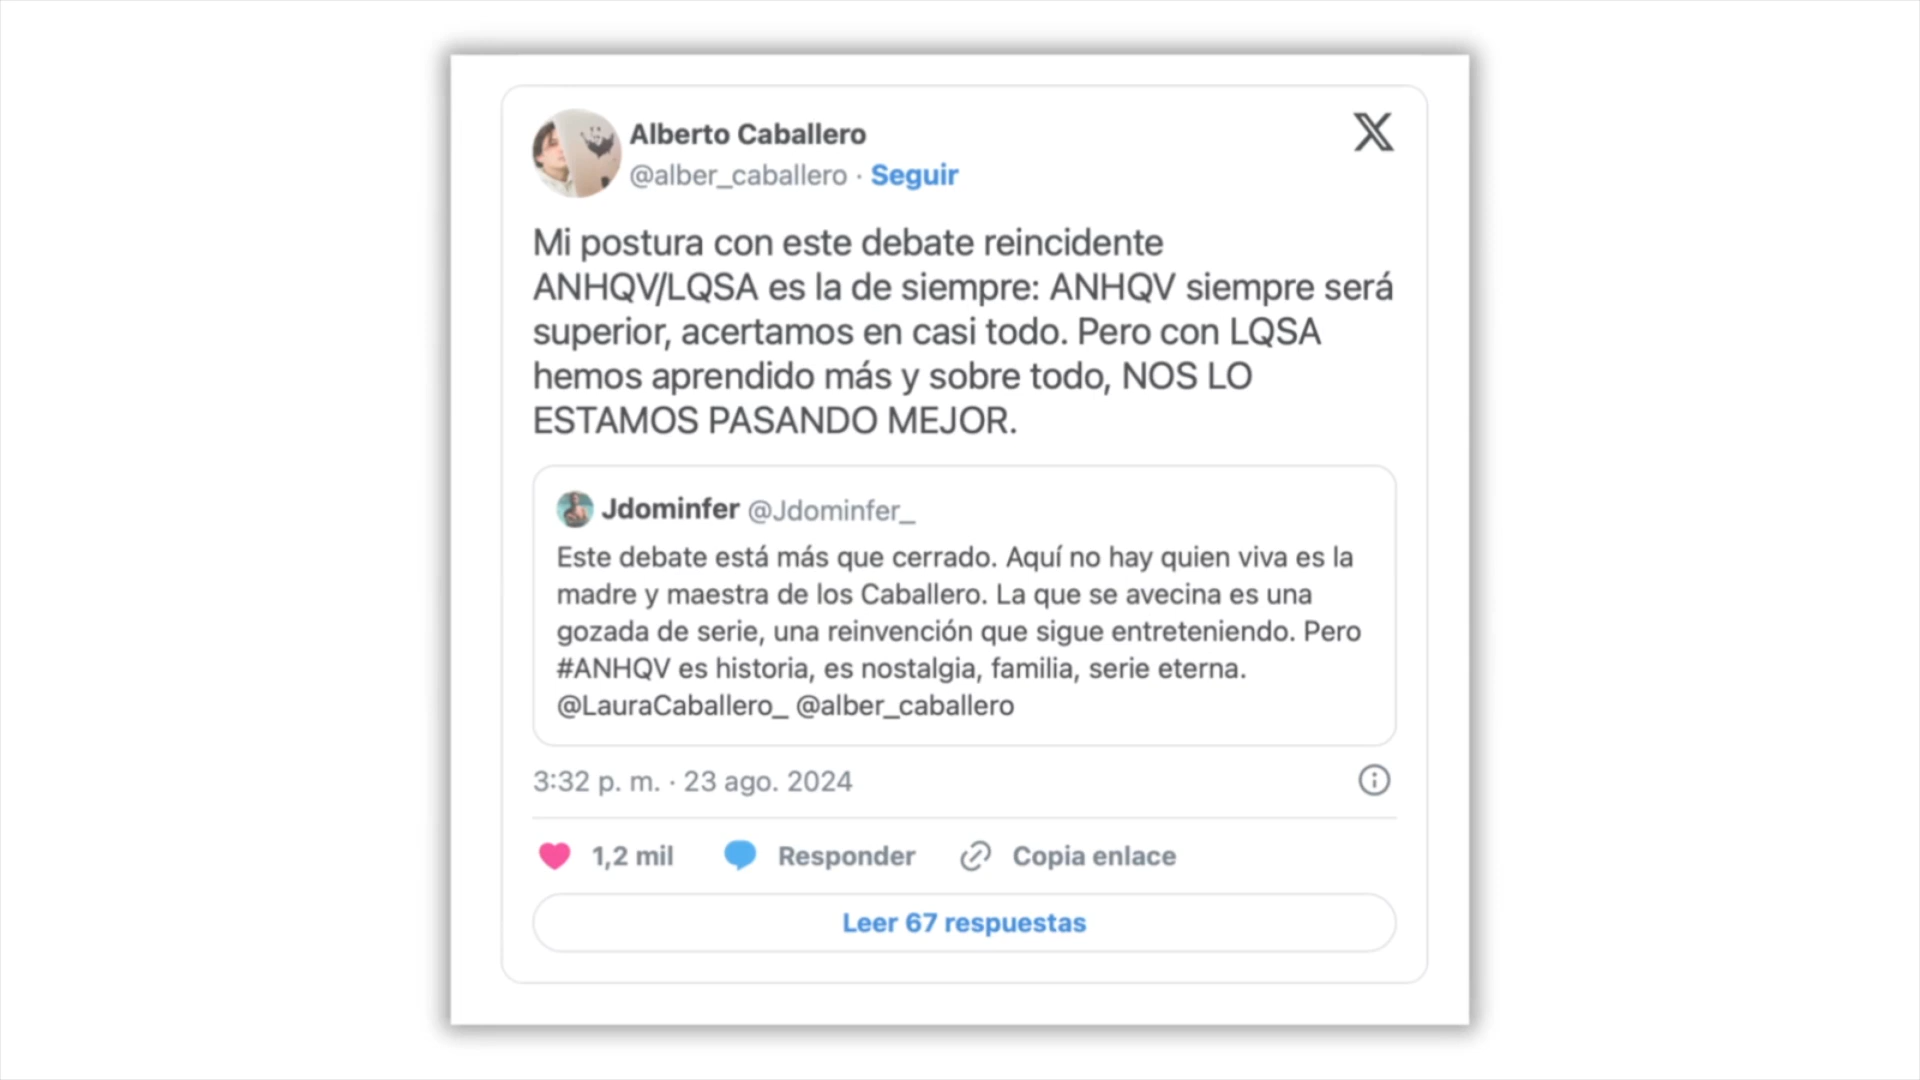 Alberto Caballero
@alber_caballero · Seguir
Mi postura con este debate reincidente
ANHQV/LQSA es la de siempre: ANHQV siempre será
superior, acertamos en casi todo. Pero con LQSA
hemos aprendido más y sobre todo, NOS LO
ESTAMOS PASANDO MEJOR.
Jdominfer @Jdominfer_
Este debate está más que cerrado. Aquí no hay quien viva es la
madre y maestra de los Caballero. La que se avecina es una
gozada de serie, una reinvención que sigue entreteniendo. Pero
#ANHQV es historia, es nostalgia, familia, serie eterna.
@LauraCaballero_ @alber_caballero
3:32 p. m. · 23 ago. 2024
1,2 mil Responder Copia enlace
Leer 67 respuestas